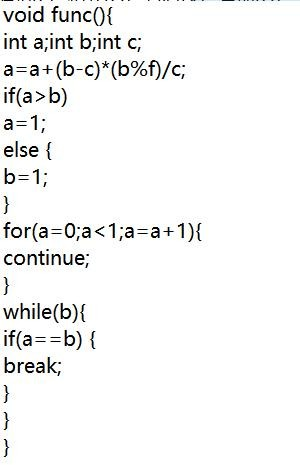 void func(){
int a;int b;int c;
a=a+(b-c)*(b%f)/c;
if(a>b)
a=1;
else {
b=1;
}
for(a=0;a<1;a=a+1){
continue;
}
while(b){
if(a==b) {
break;
}
}
}